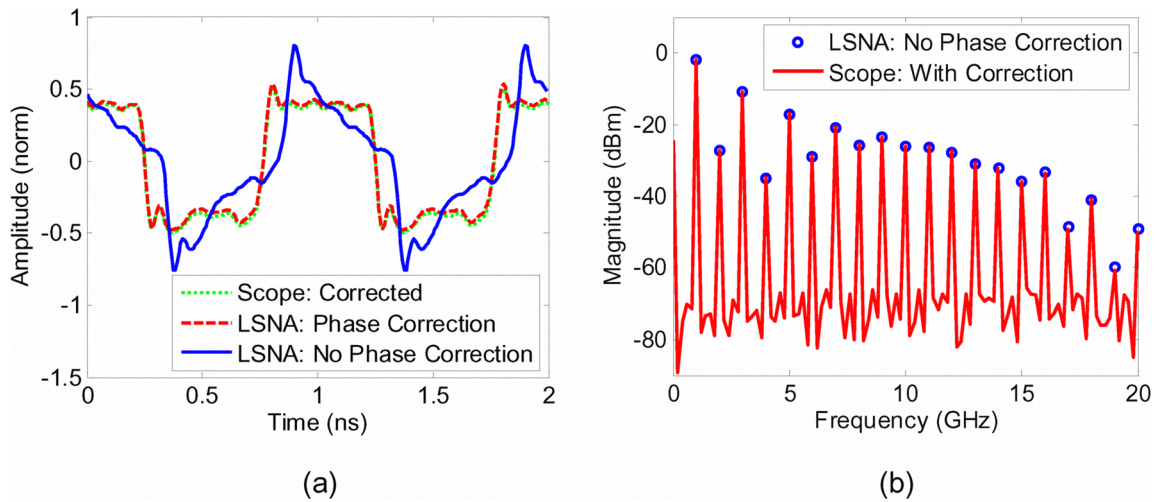 1
0.5
0
-0.5
-1
-1.5
Amplitude (norm)
Scope: Corrected
LSNA: Phase Correction
LSNA: No Phase Correction
0 0.5 1 1.5 2
Time (ns)
(a)
0
-20
-40
-60
-80
Magnitude (dBm)
LSNA: No Phase Correction
Scope: With Correction
0 5 10 15 20
Frequency (GHz)
(b)